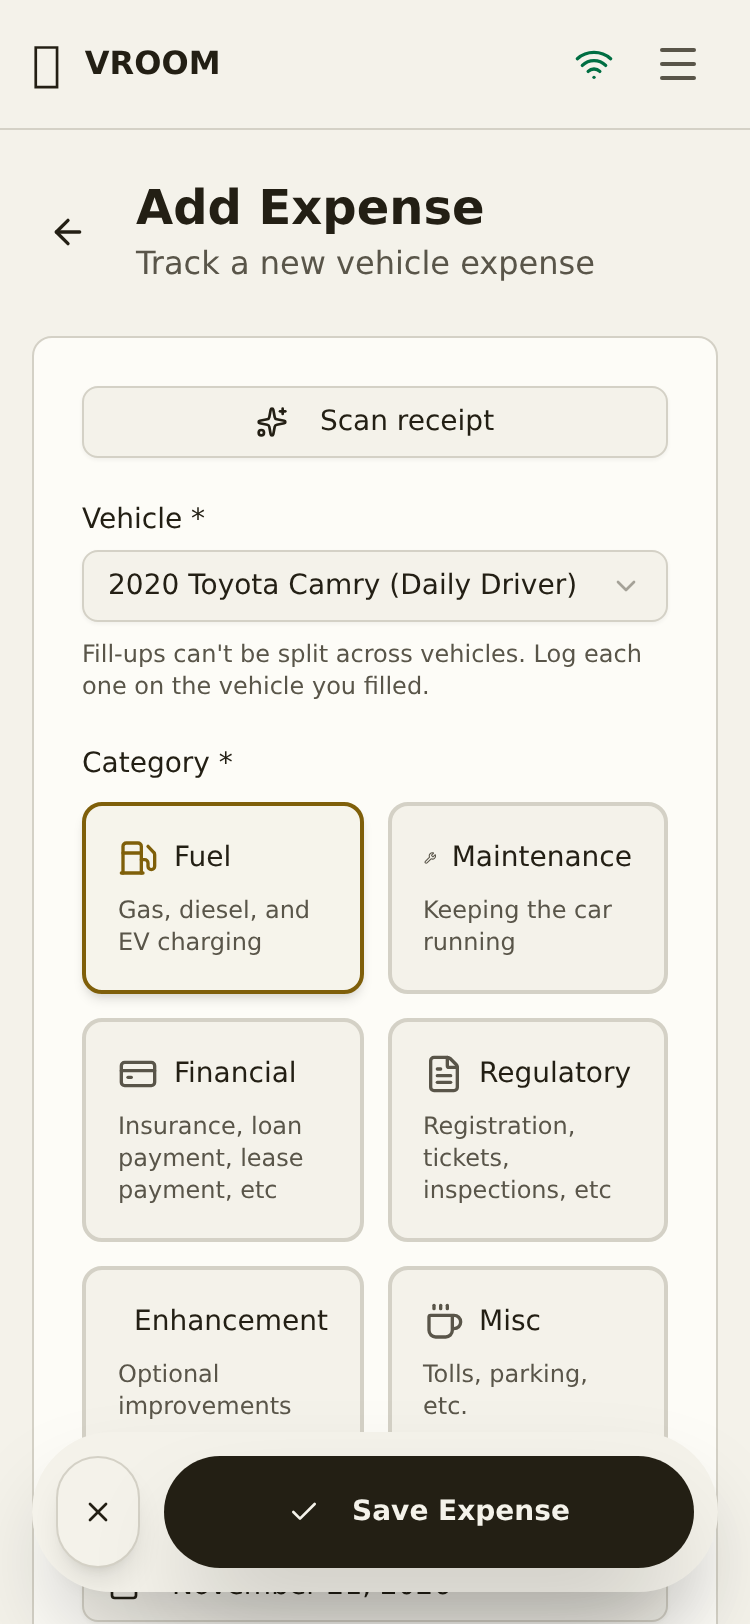 VROOM
Add Expense
Track a new vehicle expense
Scan receipt
Vehicle *
2020 Toyota Camry (Daily Driver)
Fill-ups can't be split across vehicles. Log each
one on the vehicle you filled.
Category *
Fuel
Gas, diesel, and
EV charging
Maintenance
Keeping the car
running
Financial
Insurance, loan
payment, lease
payment, etc
Regulatory
Registration,
tickets,
inspections, etc
Enhancement
Optional
improvements
Misc
Tolls, parking,
etc.
Save Expense